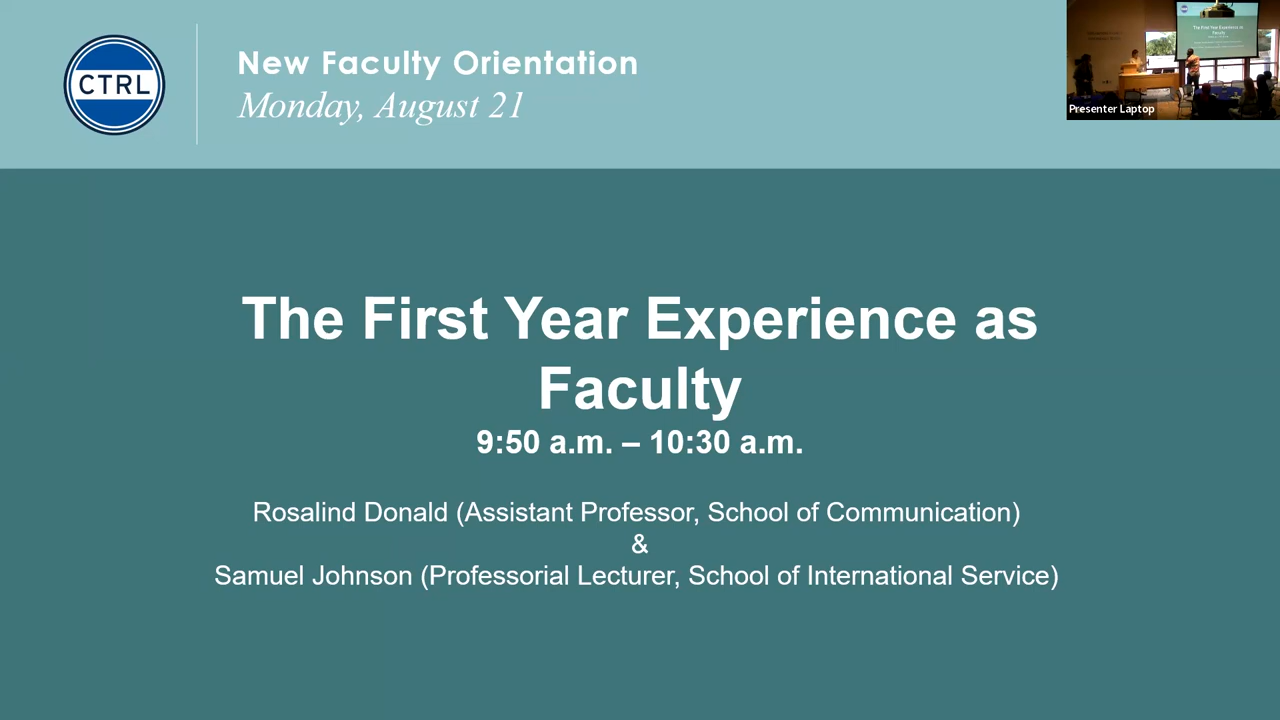 CTRL
New Faculty Orientation
Monday, August 21
Presenter Laptop
The First Year Experience as
Faculty
9:50 a.m. – 10:30 a.m.
Rosalind Donald (Assistant Professor, School of Communication)
&
Samuel Johnson (Professorial Lecturer, School of International Service)